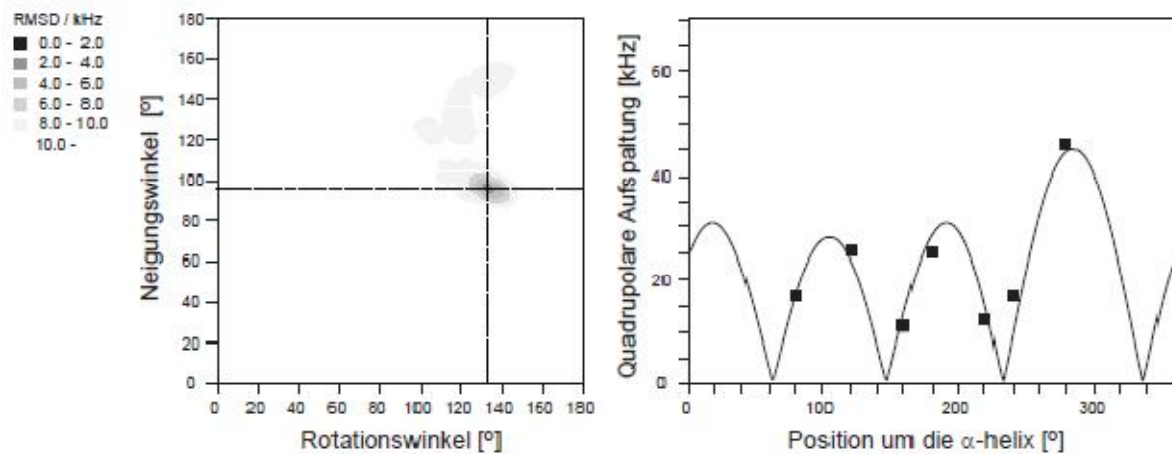 RMSD / kHz
0.0 - 2.0
2.0 - 4.0
4.0 - 6.0
6.0 - 8.0
8.0 - 10.0
10.0 -
Neigungswinkel [º]
180
160
140
120
100
80
60
40
20
0
0 20 40 60 80 100 120 140 160 180
Rotationswinkel [º]
Quadrupolare Aufspaltung [kHz]
60
40
20
0
0 100 200 300
Position um die α-helix [º]